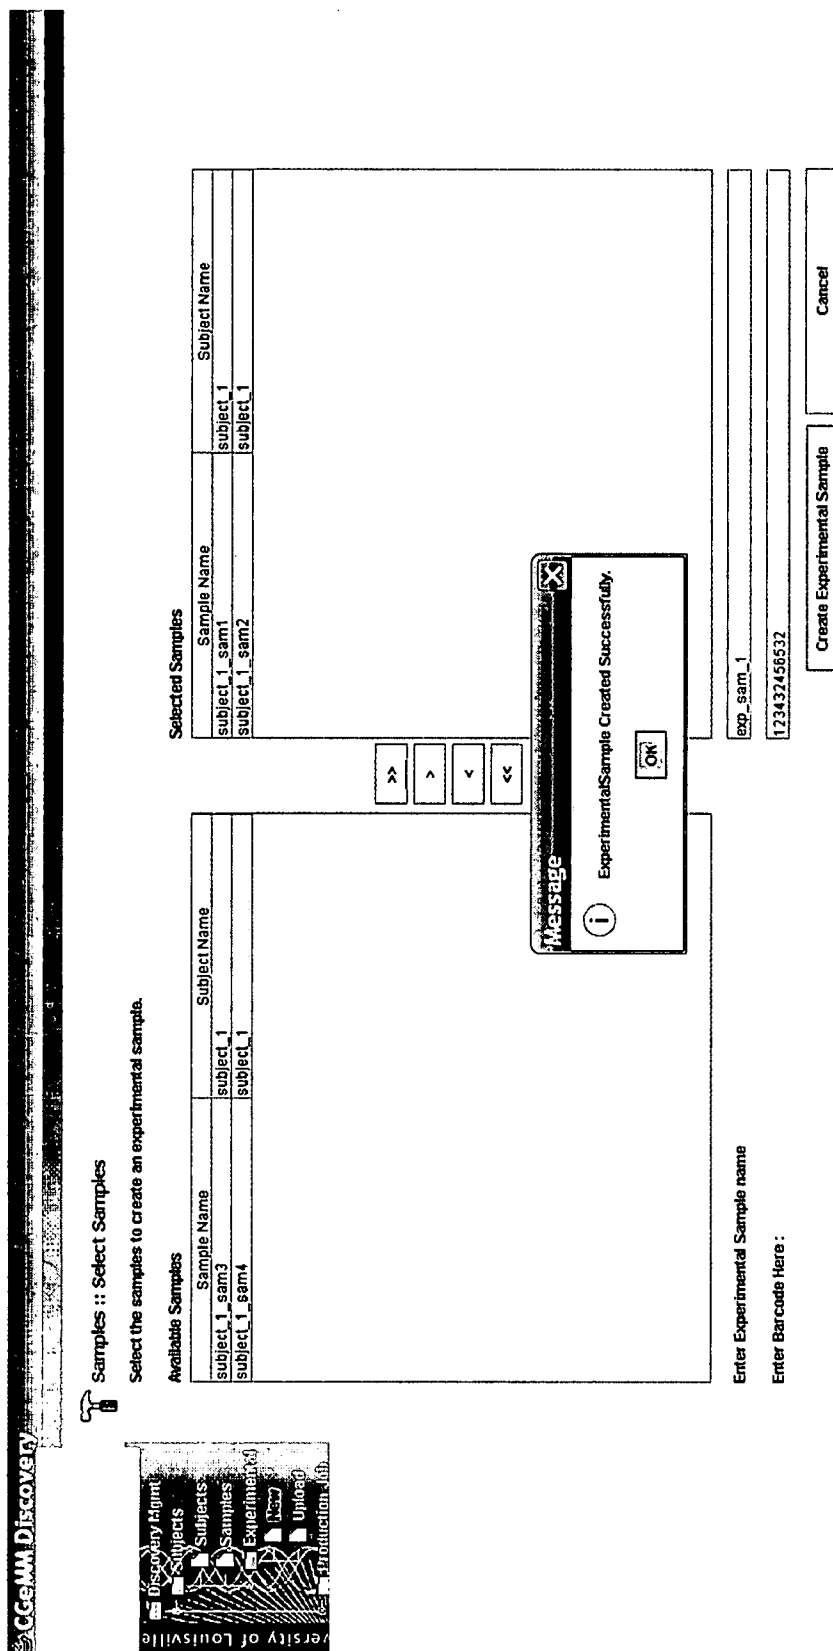 CGeMM Discovery
Discovery Mgmt
Subjects
Subjects
Samples
Experimental
New
Upload
Production Job
versity of Louisville
Samples :: Select Samples
Select the samples to create an experimental sample.
Available Samples
Sample Name Subject Name
subject_1_sam3 subject_1
subject_1_sam4 subject_1
>>
>
<
<<
Selected Samples
Sample Name Subject Name
subject_1_sam1 subject_1
subject_1_sam2 subject_1
Message
ExperimentalSample Created Successfully.
OK
Enter Experimental Sample name exp_sam_1
Enter Barcode Here : 123432456532
Create Experimental Sample Cancel